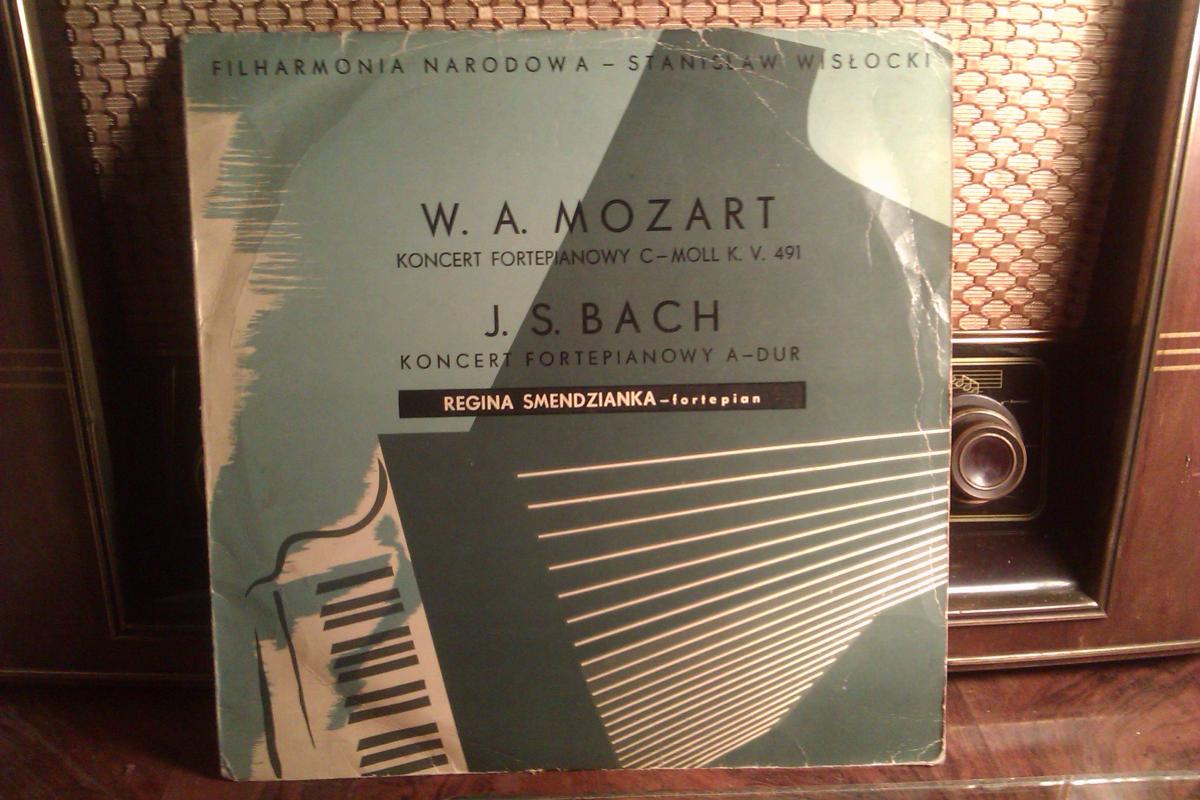 FILHARMONIA NARODOWA – STANISŁAW WISŁOCKI
W. A. MOZART
KONCERT FORTEPIANOWY C–MOLL K. V. 491
J. S. BACH
KONCERT FORTEPIANOWY A–DUR
REGINA SMENDZIANKA – fortepian